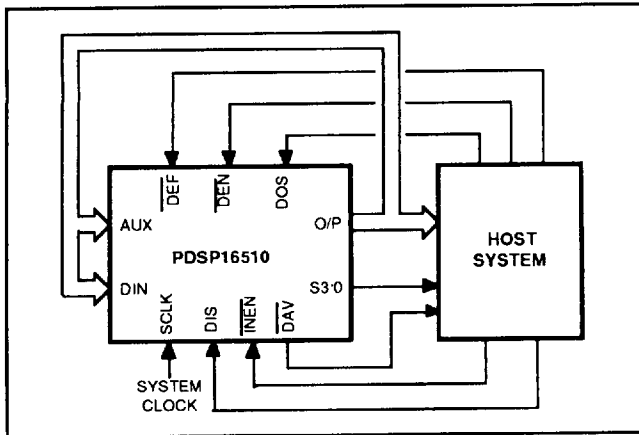 DEF
DEN
DOS
AUX
O/P
PDSP16510
HOST
SYSTEM
DIN
S3:0
SCLK
DIS
INEN
DAV
SYSTEM
CLOCK